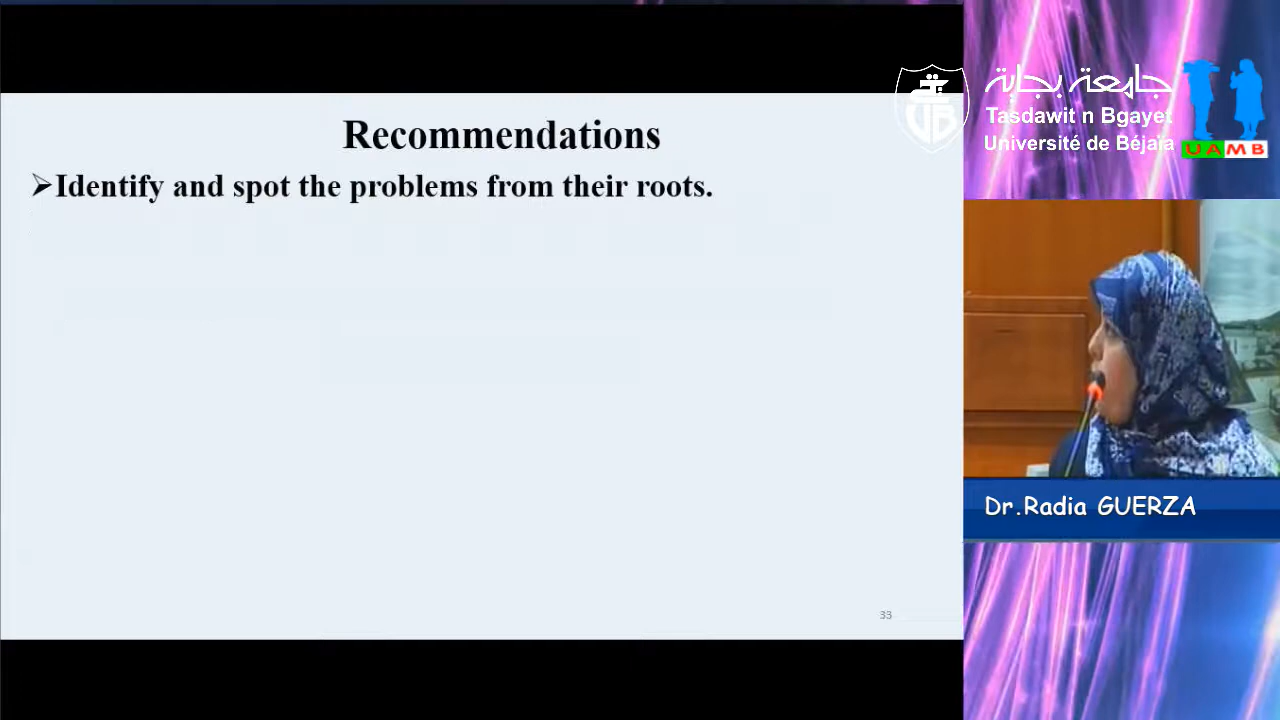 Recommendations
➢Identify and spot the problems from their roots.
33
جامعة بجاية
Tasdawit n Bgayet
Université de Béjaïa
UAMB
Dr.Radia GUERZA